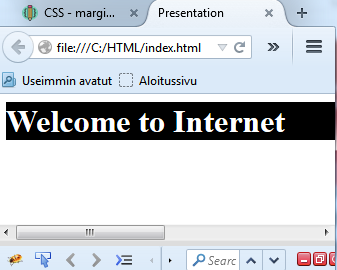 CSS - margi...
Presentation
file:///C:/HTML/index.html
Useimmin avatut
Aloitussivu
Welcome to Internet
Searc